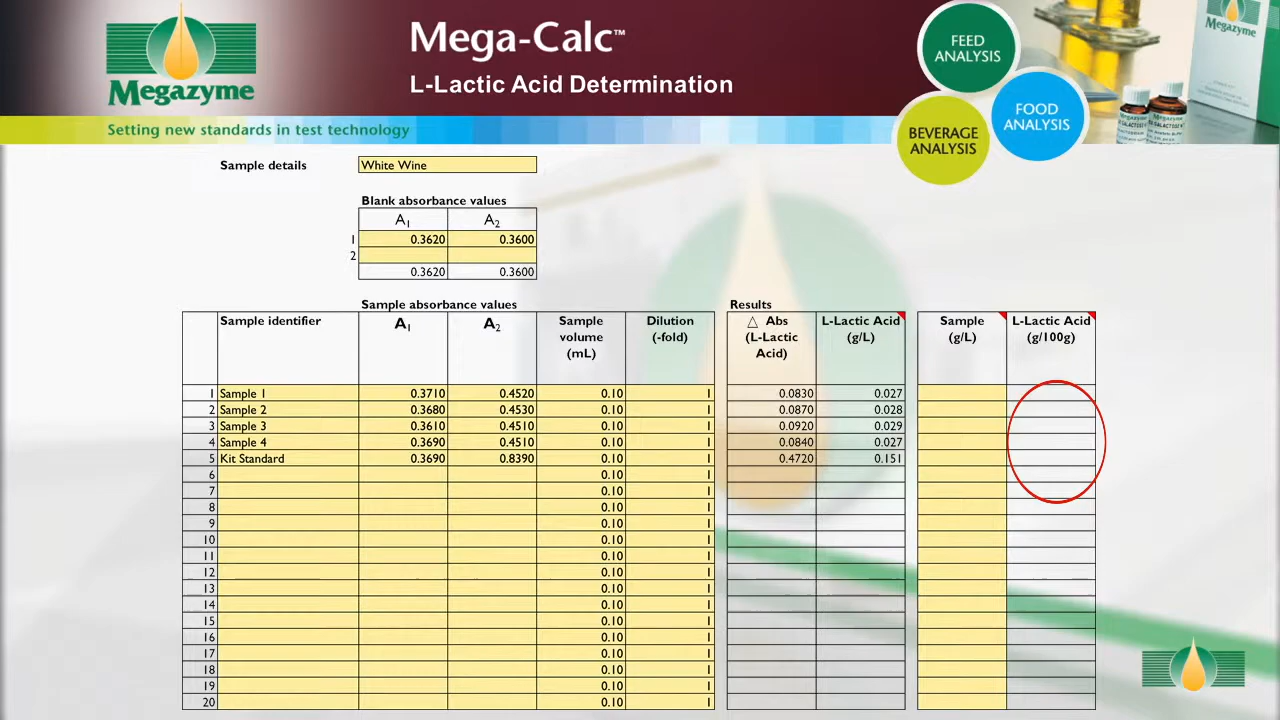 Megazyme
Mega-Calc™
L-Lactic Acid Determination
FEED
ANALYSIS
FOOD
ANALYSIS
BEVERAGE
ANALYSIS
Megazyme
Setting new standards in test technology
Sample details White Wine
Blank absorbance values
A1 A2
1 0.3620 0.3600
2
0.3620 0.3600
Sample absorbance values Results
Sample identifier A1 A2 Sample volume (mL) Dilution (-fold) △ Abs (L-Lactic Acid) L-Lactic Acid (g/L) Sample (g/L) L-Lactic Acid (g/100g)
1 Sample 1 0.3710 0.4520 0.10 1 0.0830 0.027
2 Sample 2 0.3680 0.4530 0.10 1 0.0870 0.028
3 Sample 3 0.3610 0.4510 0.10 1 0.0920 0.029
4 Sample 4 0.3690 0.4510 0.10 1 0.0840 0.027
5 Kit Standard 0.3690 0.8390 0.10 1 0.4720 0.151
6 0.10 1
7 0.10 1
8 0.10 1
9 0.10 1
10 0.10 1
11 0.10 1
12 0.10 1
13 0.10 1
14 0.10 1
15 0.10 1
16 0.10 1
17 0.10 1
18 0.10 1
19 0.10 1
20 0.10 1